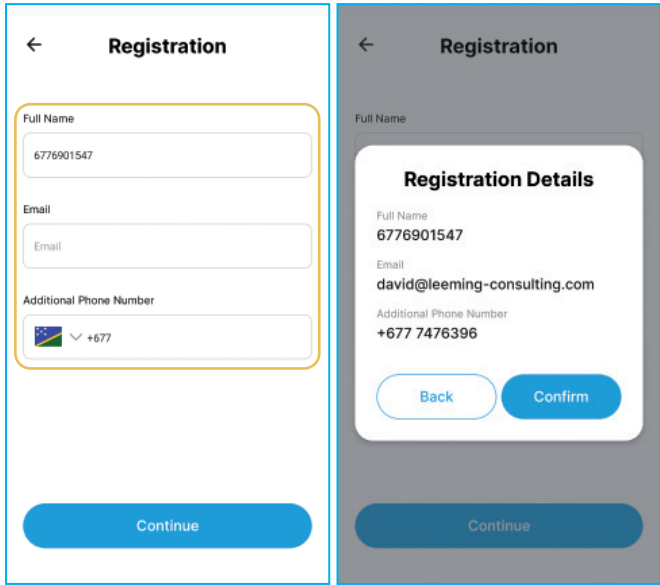 Registration
Full Name
6776901547
Email
Email
Additional Phone Number
+677
Continue
Registration
Full Name
Registration Details
Full Name
6776901547
Email
david@leeming-consulting.com
Additional Phone Number
+677 7476396
Back Confirm
Continue